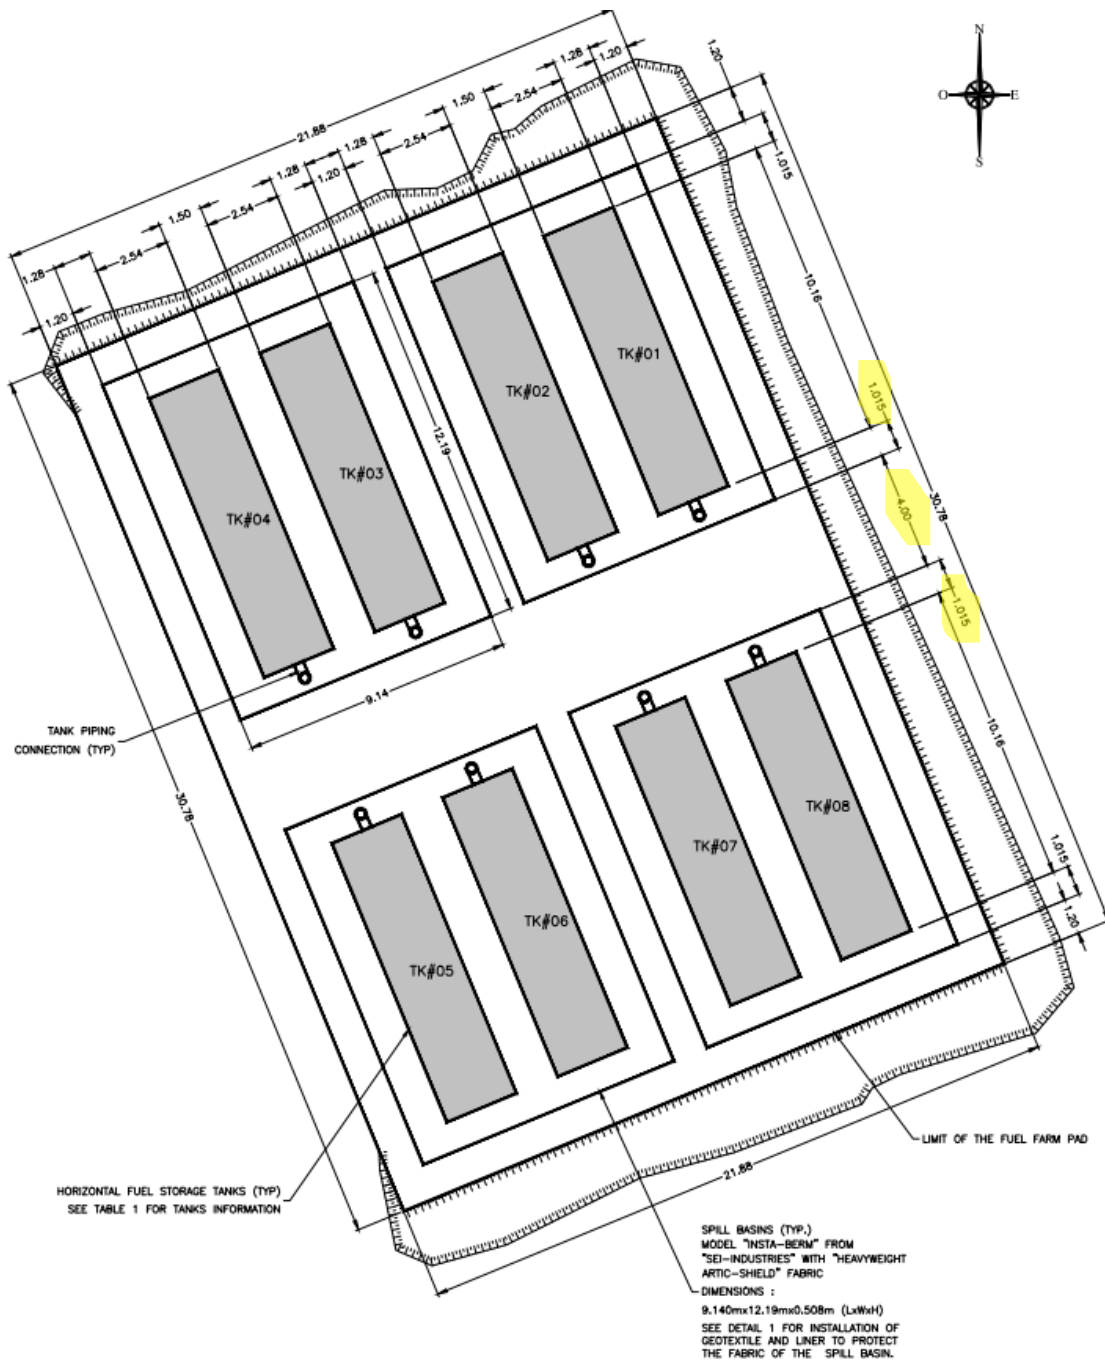 N
O
E
S
21.88
1.28
1.20
2.54
1.50
2.54
1.28
1.20
1.28
2.54
1.50
2.54
1.28
1.20
1.20
1.015
10.16
1.015
4.00
1.015
10.16
1.015
1.20
30.78
TK#01
TK#02
TK#03
TK#04
12.19
9.14
TANK PIPING
CONNECTION (TYP)
30.78
TK#08
TK#07
TK#06
TK#05
LIMIT OF THE FUEL FARM PAD
21.88
HORIZONTAL FUEL STORAGE TANKS (TYP)
SEE TABLE 1 FOR TANKS INFORMATION
SPILL BASINS (TYP.)
MODEL "INSTA-BERM" FROM
"SEI-INDUSTRIES" WITH "HEAVYWEIGHT
ARTIC-SHIELD" FABRIC
DIMENSIONS :
9.140mx12.19mx0.508m (LxWxH)
SEE DETAIL 1 FOR INSTALLATION OF
GEOTEXTILE AND LINER TO PROTECT
THE FABRIC OF THE SPILL BASIN.